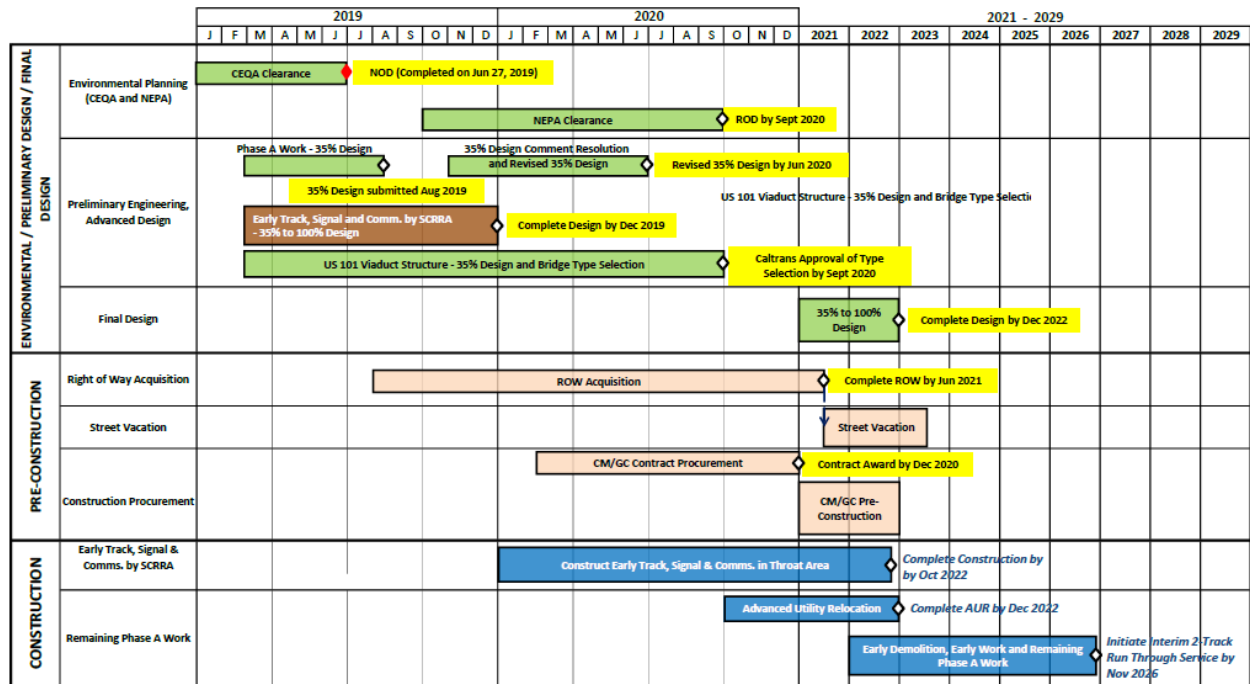 2019 2020 2021 - 2029
J F M A M J J A S O N D J F M A M J J A S O N D 2021 2022 2023 2024 2025 2026 2027 2028 2029
ENVIRONMENTAL / PRELIMINARY DESIGN / FINAL
DESIGN
Environmental Planning
(CEQA and NEPA)
CEQA Clearance
NOD (Completed on Jun 27, 2019)
NEPA Clearance
ROD by Sept 2020
Preliminary Engineering,
Advanced Design
Phase A Work - 35% Design
35% Design Comment Resolution
and Revised 35% Design
Revised 35% Design by Jun 2020
35% Design submitted Aug 2019
US 101 Viaduct Structure - 35% Design and Bridge Type Selectio
Early Track, Signal and Comm. by SCRRA
- 35% to 100% Design
Complete Design by Dec 2019
US 101 Viaduct Structure - 35% Design and Bridge Type Selection
Caltrans Approval of Type
Selection by Sept 2020
Final Design
35% to 100%
Design
Complete Design by Dec 2022
PRE-CONSTRUCTION
Right of Way Acquisition
ROW Acquisition
Complete ROW by Jun 2021
Street Vacation
Street Vacation
Construction Procurement
CM/GC Contract Procurement
Contract Award by Dec 2020
CM/GC Pre-
Construction
CONSTRUCTION
Early Track, Signal &
Comms. by SCRRA
Construct Early Track, Signal & Comms. in Throat Area
Complete Construction by
by Oct 2022
Remaining Phase A Work
Advanced Utility Relocation
Complete AUR by Dec 2022
Early Demolition, Early Work and Remaining
Phase A Work
Initiate Interim 2-Track
Run Through Service by
Nov 2026